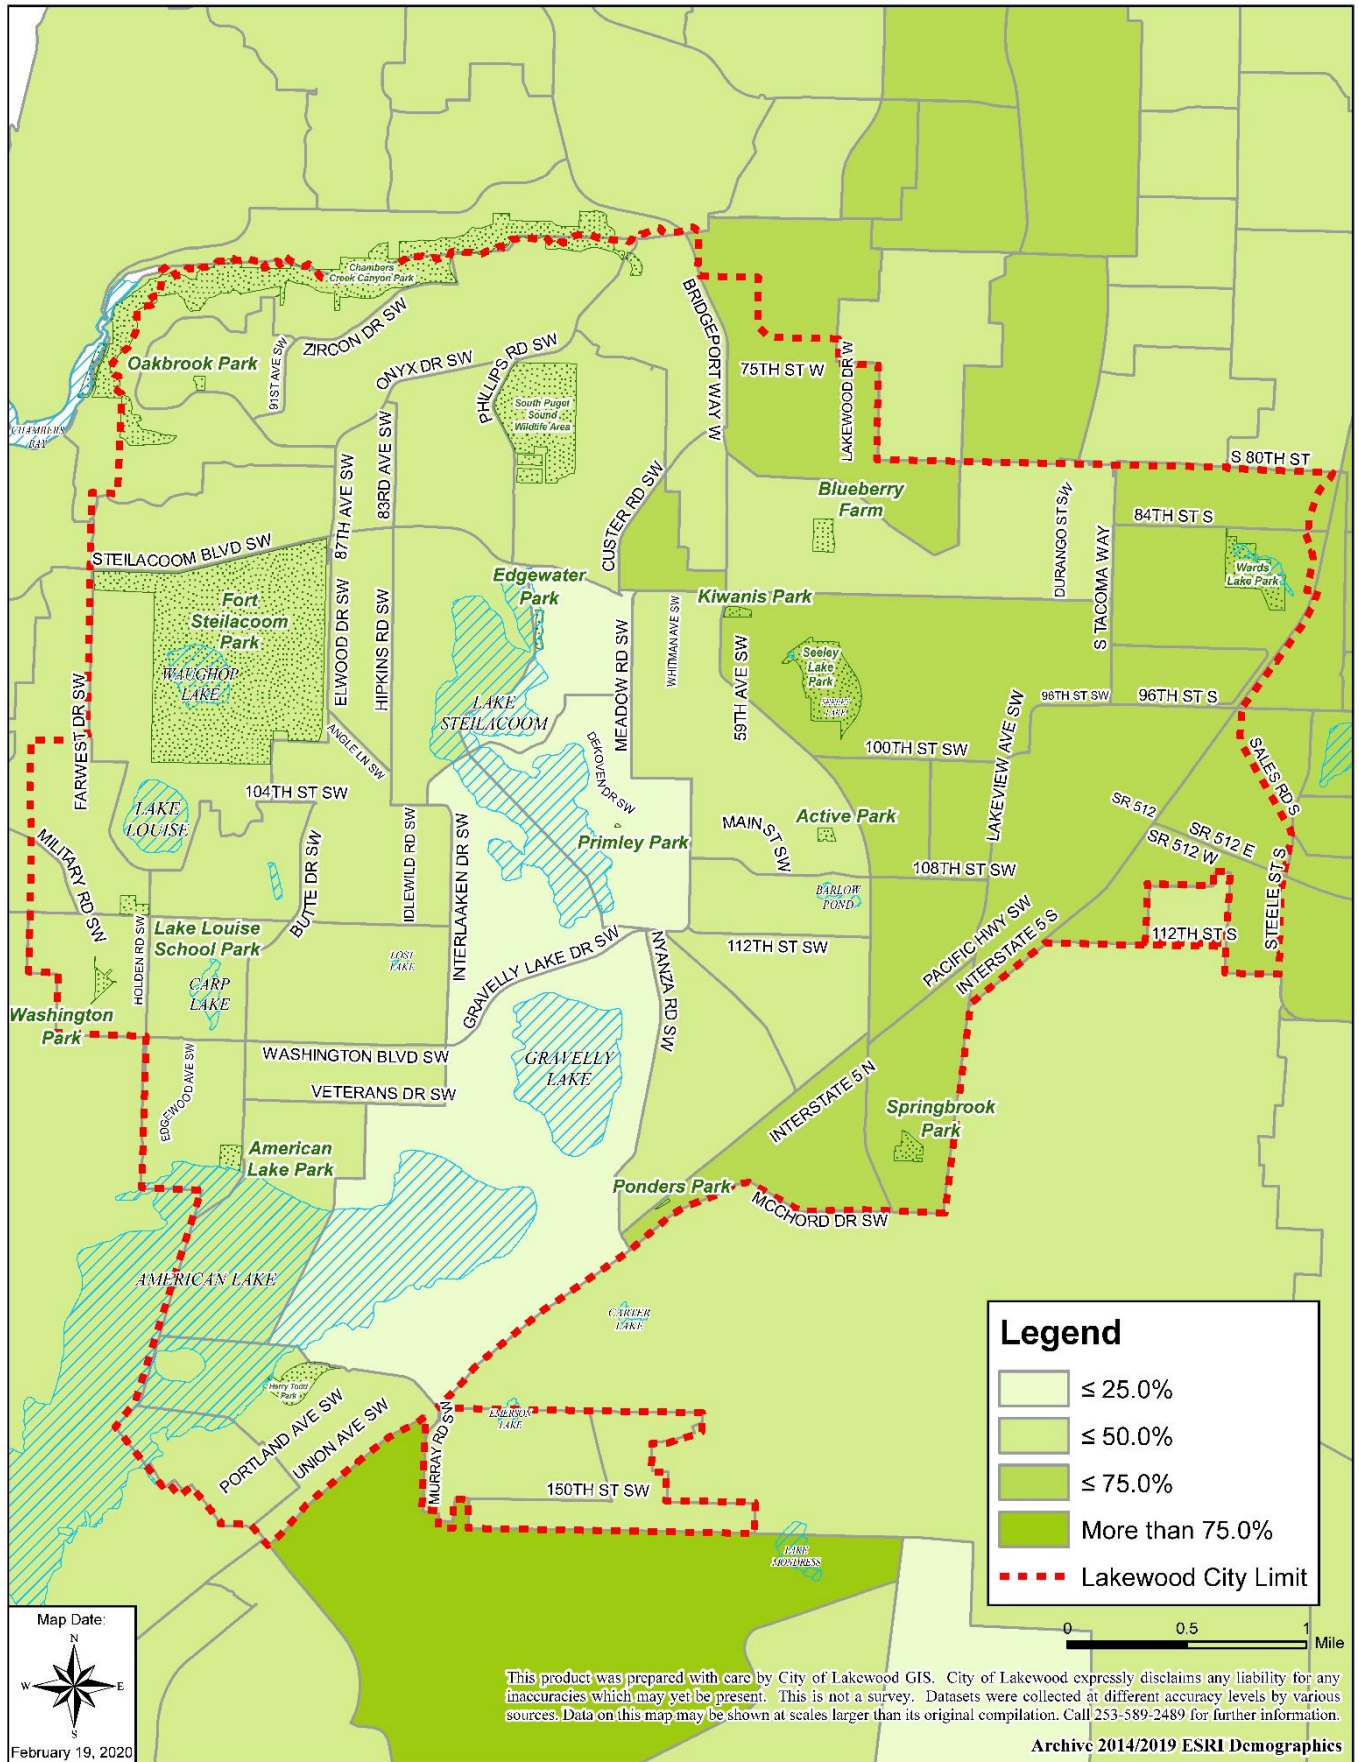 Chambers
Creek Canyon Park
ZIRCON DR SW
Oakbrook Park
91ST AVE SW
ONYX DR SW
PHILLIPS RD SW
BRIDGEPORT WAY W
75TH ST W
LAKEWOOD DR W
South Puget
Sound
Wildlife Area
CHAMBERS
BAY
83RD AVE SW
87TH AVE SW
CUSTER RD SW
S 80TH ST
Blueberry
Farm
DURANGO ST SW
84TH ST S
S TACOMA WAY
STEILACOOM BLVD SW
Wards
Lake Park
Edgewater
Park
Kiwanis Park
Fort
Steilacoom
Park
ELWOOD DR SW
HIPKINS RD SW
MEADOW RD SW
WHITMAN AVE SW
59TH AVE SW
Seeley
Lake
Park
SEELEY
LAKE
WAUGHOP
LAKE
FARWEST DR SW
LAKE
STEILACOOM
96TH ST SW
96TH ST S
ANGLE LN SW
DEKOVEN DR SW
100TH ST SW
LAKEVIEW AVE SW
SALES RD S
104TH ST SW
LAKE
LOUISE
SR 512
SR 512 E
SR 512 W
MAIN ST SW
Active Park
Primley Park
MILITARY RD SW
BUTTE DR SW
IDLEWILD RD SW
INTERLAAKEN DR SW
108TH ST SW
BARLOW
POND
STEELE ST S
Lake Louise
School Park
HOLDEN RD SW
LOST
LAKE
GRAVELLY LAKE DR SW
NYANZA RD SW
112TH ST SW
PACIFIC HWY SW
INTERSTATE 5 S
112TH ST S
CARP
LAKE
Washington
Park
WASHINGTON BLVD SW
GRAVELLY
LAKE
EDGEWOOD AVE SW
VETERANS DR SW
INTERSTATE 5 N
Springbrook
Park
American
Lake Park
Ponders Park
MCCHORD DR SW
AMERICAN LAKE
CARTER
LAKE
Harry Todd
Park
PORTLAND AVE SW
UNION AVE SW
MURRAY RD SW
EMERSON
LAKE
150TH ST SW
LAKE
MONDRESS
Legend
≤ 25.0%
≤ 50.0%
≤ 75.0%
More than 75.0%
Lakewood City Limit
0 0.5 1
Mile
Map Date:
N
W E
S
February 19, 2020
This product was prepared with care by City of Lakewood GIS. City of Lakewood expressly disclaims any liability for any
inaccuracies which may yet be present. This is not a survey. Datasets were collected at different accuracy levels by various
sources. Data on this map may be shown at scales larger than its original compilation. Call 253-589-2489 for further information.
Archive 2014/2019 ESRI Demographics